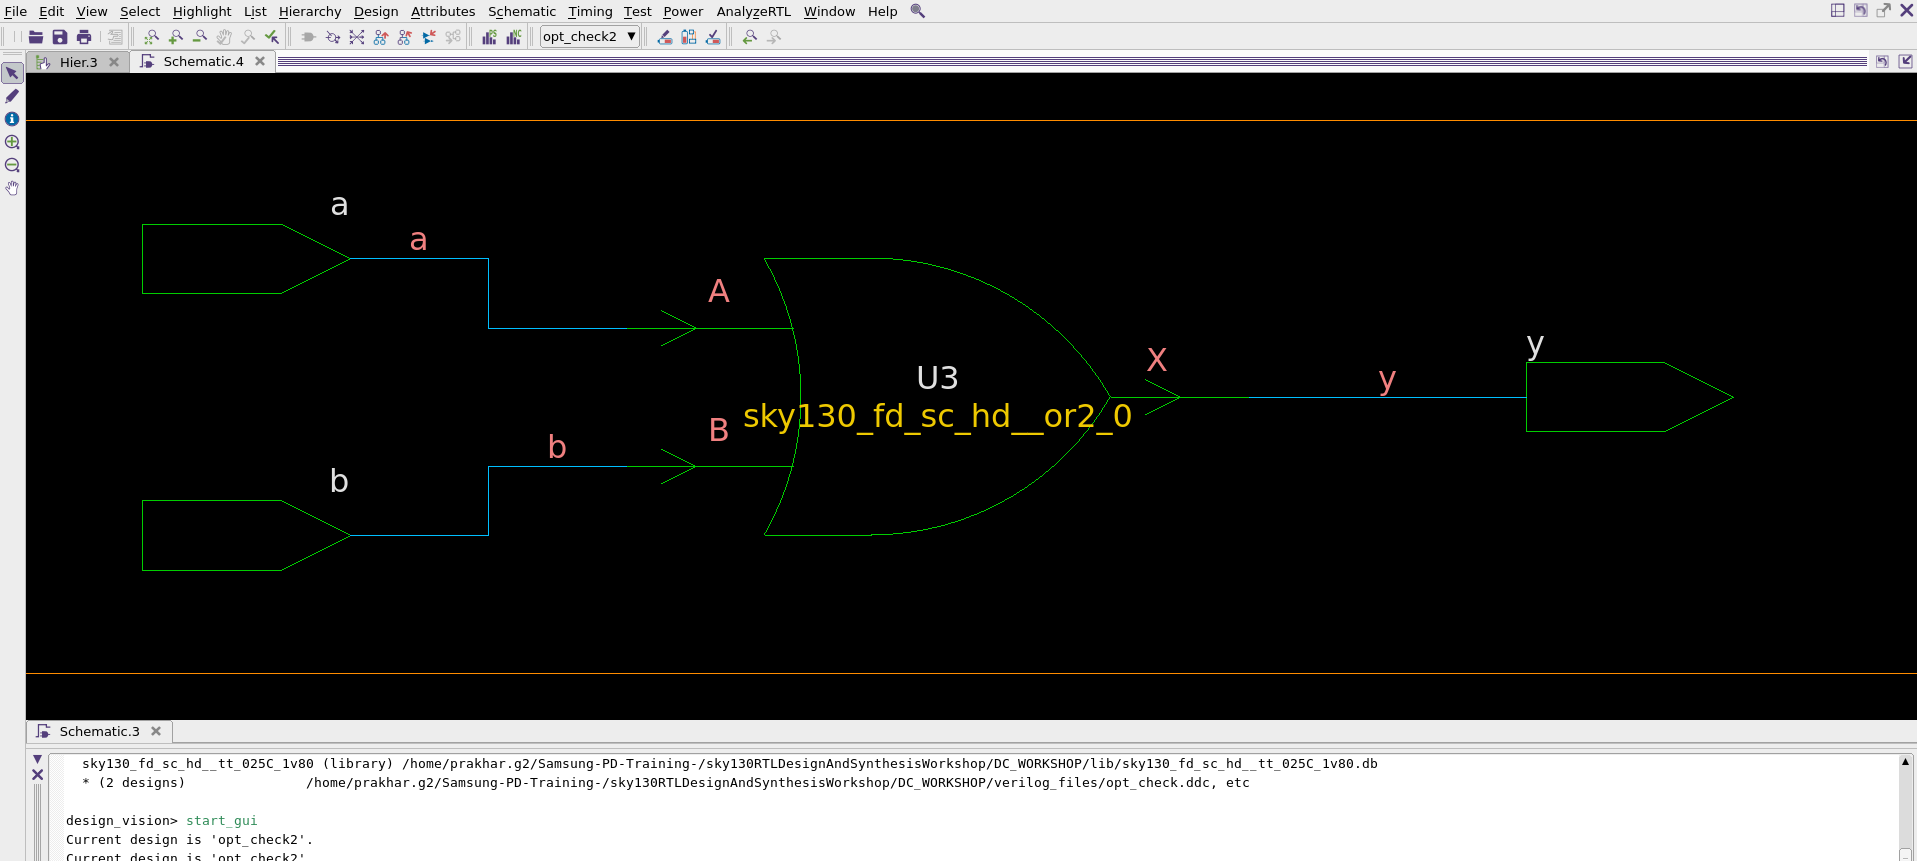 File Edit View Select Highlight List Hierarchy Design Attributes Schematic Timing Test Power AnalyzeRTL Window Help
opt_check2
Hier.3 Schematic.4
a
a
A
X
y
y
U3
sky130_fd_sc_hd__or2_0
B
b
b
Schematic.3
sky130_fd_sc_hd__tt_025C_1v80 (library) /home/prakhar.g2/Samsung-PD-Training-/sky130RTLDesignAndSynthesisWorkshop/DC_WORKSHOP/lib/sky130_fd_sc_hd__tt_025C_1v80.db
* (2 designs) /home/prakhar.g2/Samsung-PD-Training-/sky130RTLDesignAndSynthesisWorkshop/DC_WORKSHOP/verilog_files/opt_check.ddc, etc
design_vision> start_gui
Current design is 'opt_check2'.
Current design is 'opt_check2'